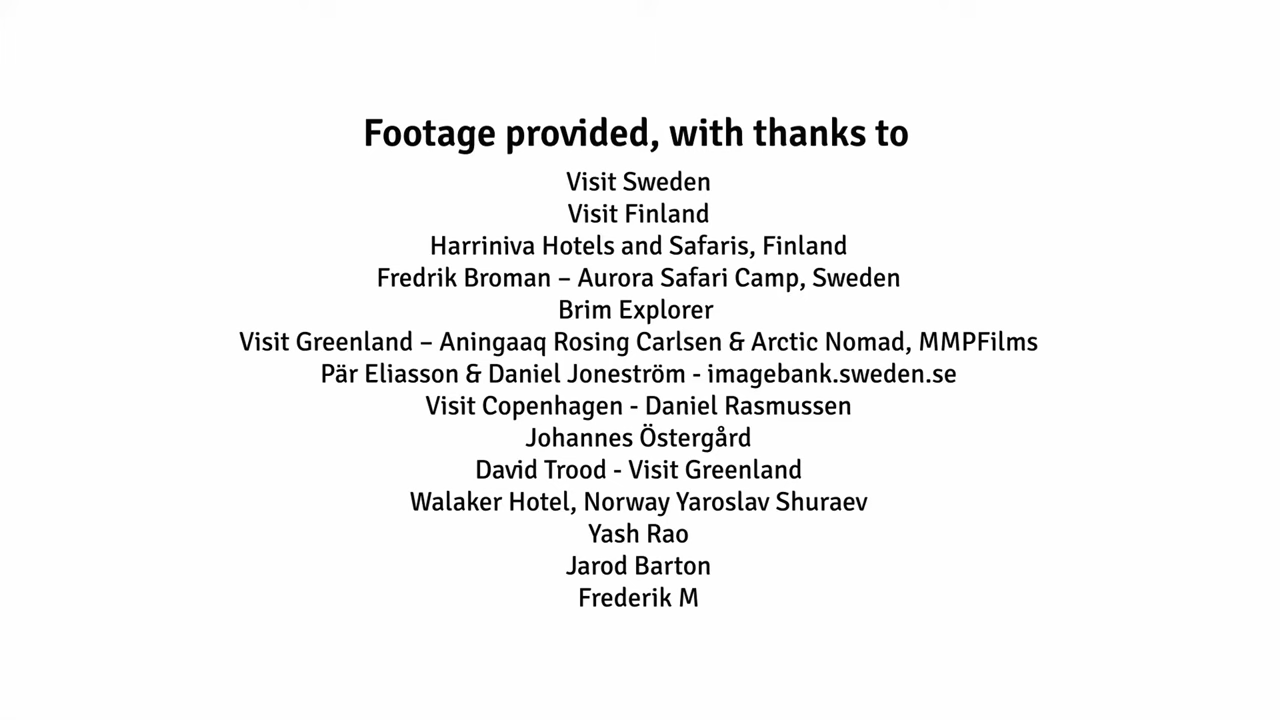 Footage provided, with thanks to
Visit Sweden
Visit Finland
Harriniva Hotels and Safaris, Finland
Fredrik Broman – Aurora Safari Camp, Sweden
Brim Explorer
Visit Greenland – Aningaaq Rosing Carlsen & Arctic Nomad, MMPFilms
Pär Eliasson & Daniel Joneström - imagebank.sweden.se
Visit Copenhagen - Daniel Rasmussen
Johannes Östergård
David Trood - Visit Greenland
Walaker Hotel, Norway Yaroslav Shuraev
Yash Rao
Jarod Barton
Frederik M